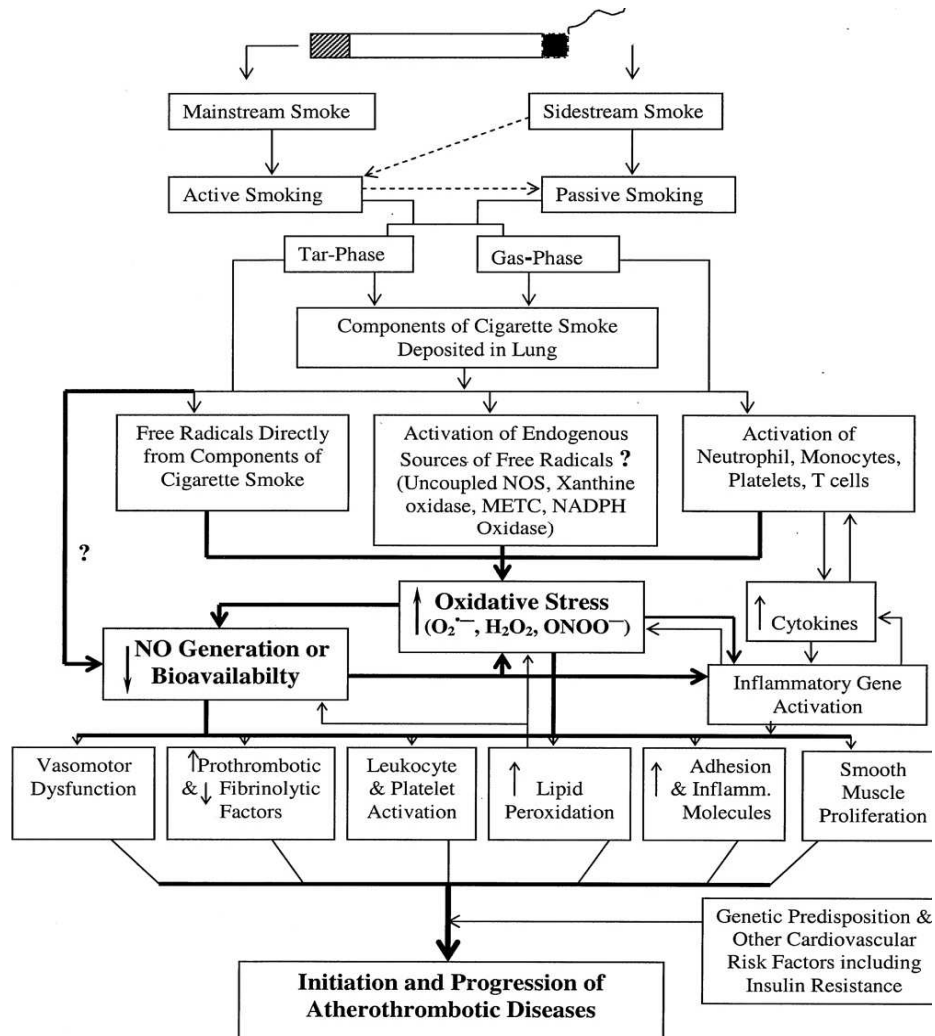 Mainstream Smoke
Sidestream Smoke
Active Smoking
Passive Smoking
Tar-Phase
Gas-Phase
Components of Cigarette Smoke
Deposited in Lung
Free Radicals Directly
from Components of
Cigarette Smoke
Activation of Endogenous
Sources of Free Radicals ?
(Uncoupled NOS, Xanthine
oxidase, METC, NADPH
Oxidase)
Activation of
Neutrophil, Monocytes,
Platelets, T cells
?
↑ Oxidative Stress
(O₂•—, H₂O₂, ONOO—)
↑ Cytokines
↓ NO Generation or
Bioavailabilty
Inflammatory Gene
Activation
Vasomotor
Dysfunction
↑ Prothrombotic
& ↓ Fibrinolytic
Factors
Leukocyte
& Platelet
Activation
↑ Lipid
Peroxidation
↑ Adhesion
& Inflamm.
Molecules
Smooth
Muscle
Proliferation
Genetic Predisposition &
Other Cardiovascular
Risk Factors including
Insulin Resistance
Initiation and Progression of
Atherothrombotic Diseases